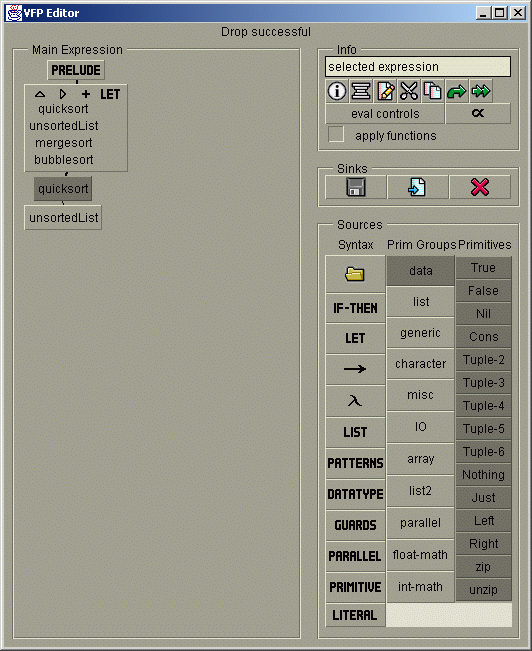 VFP Editor
Drop successful
Main Expression
PRELUDE
+ LET
quicksort
unsortedList
mergesort
bubblesort
quicksort
unsortedList
Info
selected expression
eval controls
∝
apply functions
Sinks
Sources
Syntax Prim Groups Primitives
IF-THEN
LET
→
λ
LIST
PATTERNS
DATATYPE
GUARDS
PARALLEL
PRIMITIVE
LITERAL
data
list
generic
character
misc
IO
array
list2
parallel
float-math
int-math
True
False
Nil
Cons
Tuple-2
Tuple-3
Tuple-4
Tuple-5
Tuple-6
Nothing
Just
Left
Right
zip
unzip